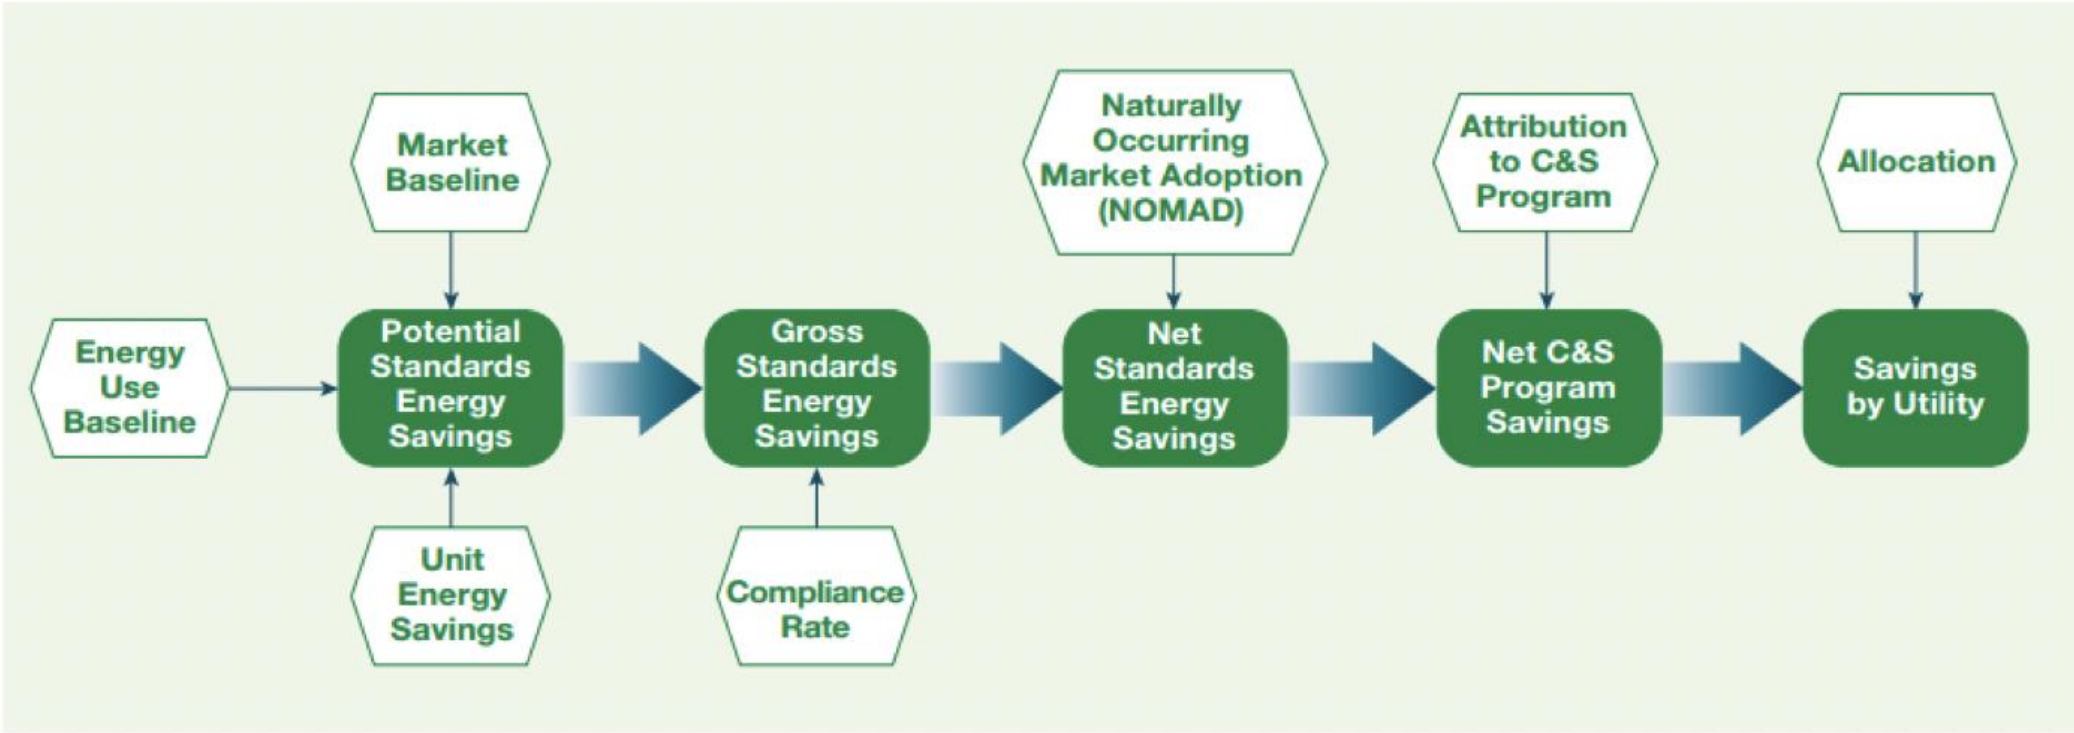 Market
Baseline
Naturally
Occurring
Market Adoption
(NOMAD)
Attribution
to C&S
Program
Allocation
Energy
Use
Baseline
Potential
Standards
Energy
Savings
Gross
Standards
Energy
Savings
Net
Standards
Energy
Savings
Net C&S
Program
Savings
Savings
by Utility
Unit
Energy
Savings
Compliance
Rate